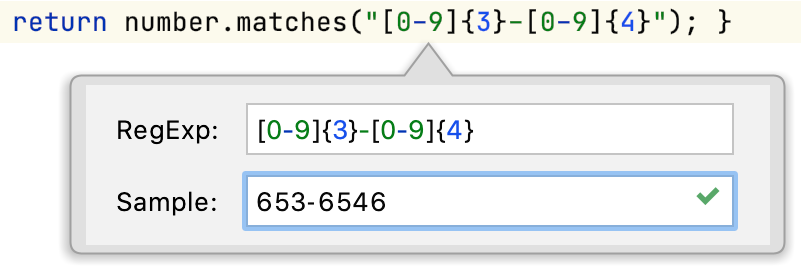 return number.matches("[0-9]{3}-[0-9]{4}"); }
RegExp: [0-9]{3}-[0-9]{4}
Sample: 653-6546